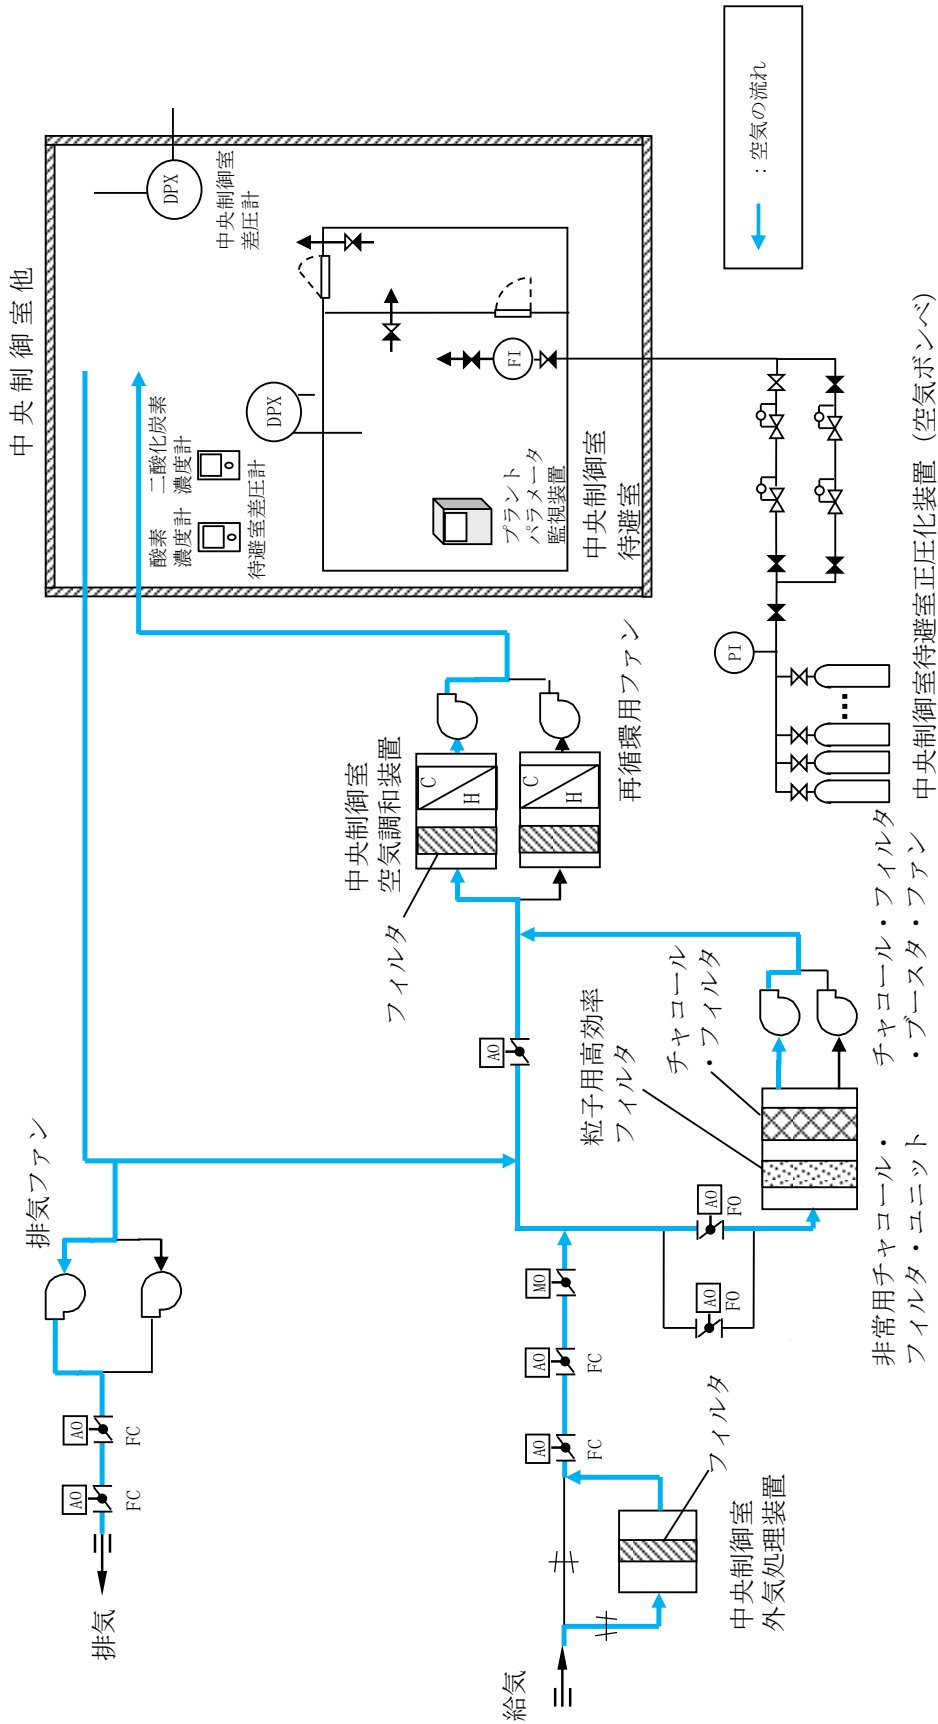 中央制御室他
DPX
中央制御室
差圧計
二酸化炭素
濃度計
酸素
濃度計
待避室差圧計
DPX
FI
プラント
パラメータ
監視装置
中央制御室
待避室
：空気の流れ
排気ファン
AO
FC
AO
FC
排気
中央制御室
空気調和装置
フィルタ
C
H
C
H
再循環用ファン
PI
中央制御室待避室正圧化装置（空気ボンベ）
AO
粒子用高効率
フィルタ
チャコール
・フィルタ
チャコール・フィルタ
・ブースタ・ファン
非常用チャコール・
フィルタ・ユニット
AO
FO
AO
FO
MO
AO
FC
AO
FC
フィルタ
中央制御室
外気処理装置
給気